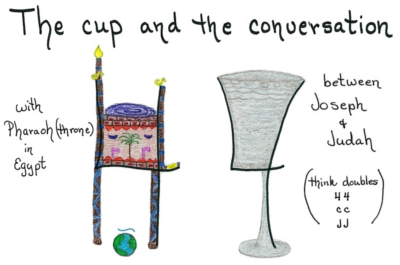 The cup and the conversation
with
Pharaoh (throne)
in
Egypt
between
Joseph
&
Judah
(think doubles
44
cc
JJ)